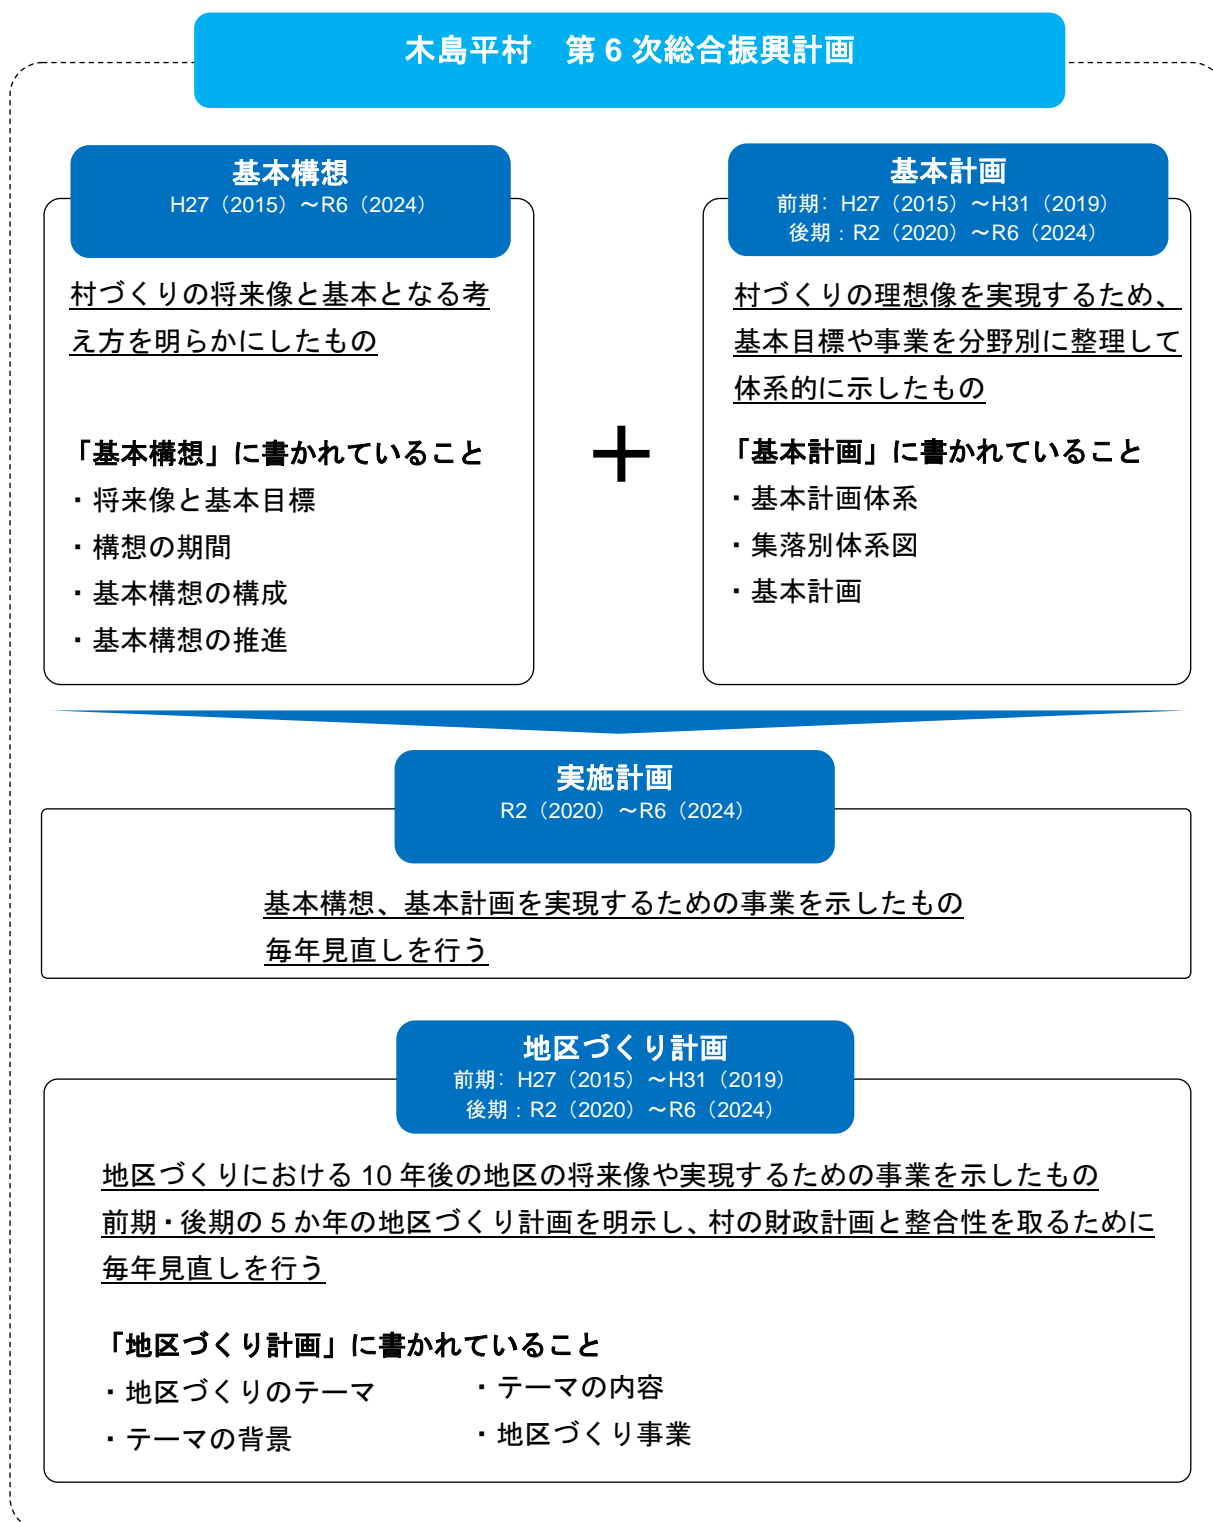 木島平村　第 6 次総合振興計画
基本構想
H27（2015）～R6（2024）
村づくりの将来像と基本となる考
え方を明らかにしたもの
「基本構想」に書かれていること
・将来像と基本目標
・構想の期間
・基本構想の構成
・基本構想の推進
＋
基本計画
前期：H27（2015）～H31（2019）
後期：R2（2020）～R6（2024）
村づくりの理想像を実現するため、
基本目標や事業を分野別に整理して
体系的に示したもの
「基本計画」に書かれていること
・基本計画体系
・集落別体系図
・基本計画
実施計画
R2（2020）～R6（2024）
基本構想、基本計画を実現するための事業を示したもの
毎年見直しを行う
地区づくり計画
前期：H27（2015）～H31（2019）
後期：R2（2020）～R6（2024）
地区づくりにおける 10 年後の地区の将来像や実現するための事業を示したもの
前期・後期の 5 か年の地区づくり計画を明示し、村の財政計画と整合性を取るために
毎年見直しを行う
「地区づくり計画」に書かれていること
・地区づくりのテーマ
・テーマの背景
・テーマの内容
・地区づくり事業